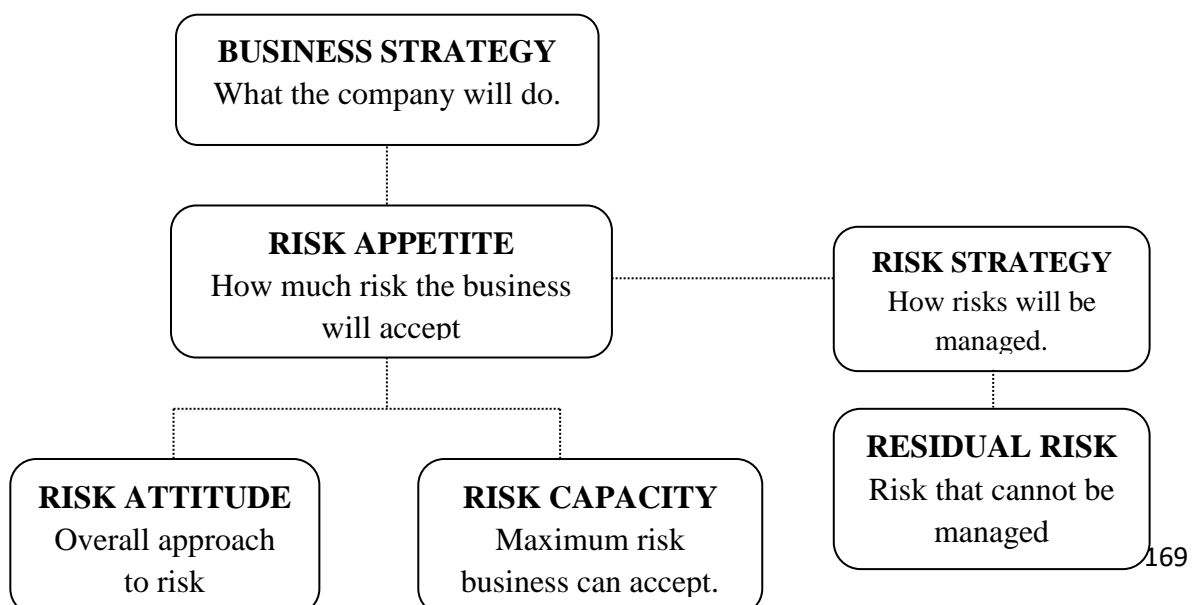 BUSINESS STRATEGY
What the company will do.
RISK APPETITE
How much risk the business
will accept
RISK STRATEGY
How risks will be
managed.
RISK ATTITUDE
Overall approach
to risk
RISK CAPACITY
Maximum risk
business can accept.
RESIDUAL RISK
Risk that cannot be
managed
169